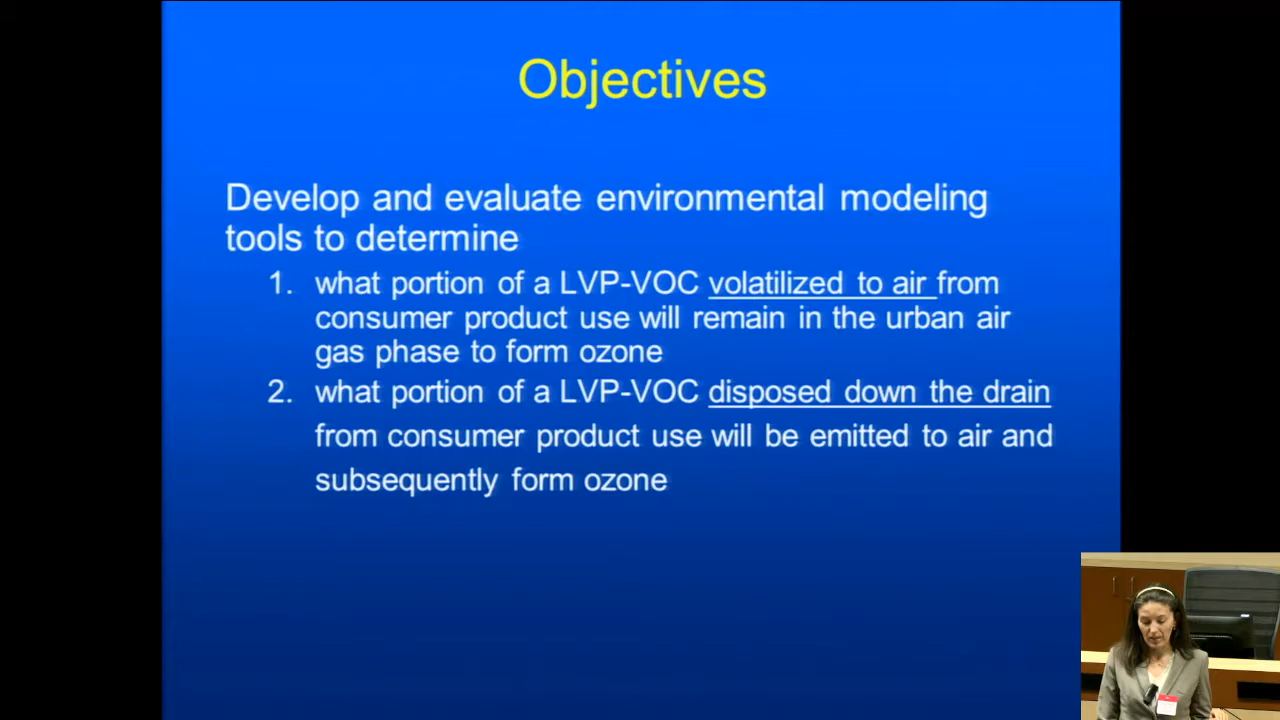 Objectives
Develop and evaluate environmental modeling
tools to determine
1. what portion of a LVP-VOC volatilized to air from
consumer product use will remain in the urban air
gas phase to form ozone
2. what portion of a LVP-VOC disposed down the drain
from consumer product use will be emitted to air and
subsequently form ozone